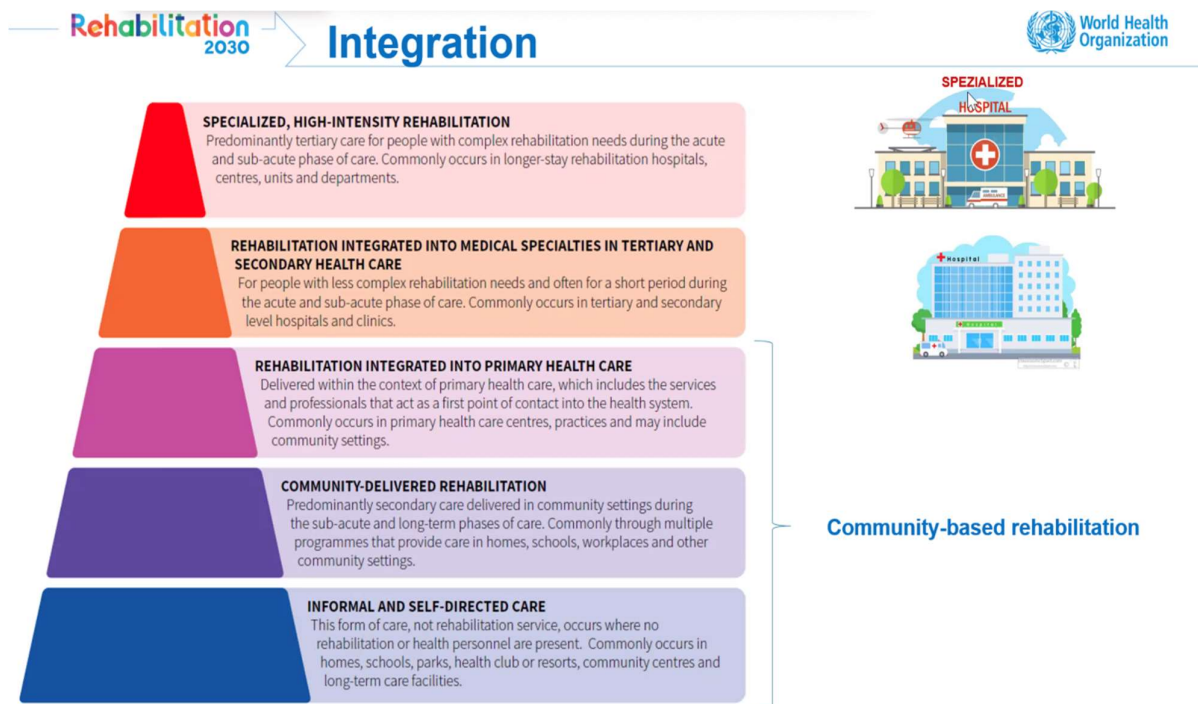 Rehabilitation
2030
Integration
World Health
Organization
SPECIALIZED, HIGH-INTENSITY REHABILITATION
Predominantly tertiary care for people with complex rehabilitation needs during the acute
and sub-acute phase of care. Commonly occurs in longer-stay rehabilitation hospitals,
centres, units and departments.
REHABILITATION INTEGRATED INTO MEDICAL SPECIALTIES IN TERTIARY AND
SECONDARY HEALTH CARE
For people with less complex rehabilitation needs and often for a short period during
the acute and sub-acute phase of care. Commonly occurs in tertiary and secondary
level hospitals and clinics.
REHABILITATION INTEGRATED INTO PRIMARY HEALTH CARE
Delivered within the context of primary health care, which includes the services
and professionals that act as a first point of contact into the health system.
Commonly occurs in primary health care centres, practices and may include
community settings.
COMMUNITY-DELIVERED REHABILITATION
Predominantly secondary care delivered in community settings during
the sub-acute and long-term phases of care. Commonly through multiple
programmes that provide care in homes, schools, workplaces and other
community settings.
INFORMAL AND SELF-DIRECTED CARE
This form of care, not rehabilitation service, occurs where no
rehabilitation or health personnel are present. Commonly occurs in
homes, schools, parks, health club or resorts, community centres and
long-term care facilities.
SPEZIALIZED
HOSPITAL
AMBULANCE
Hospital
Hospital
Community-based rehabilitation